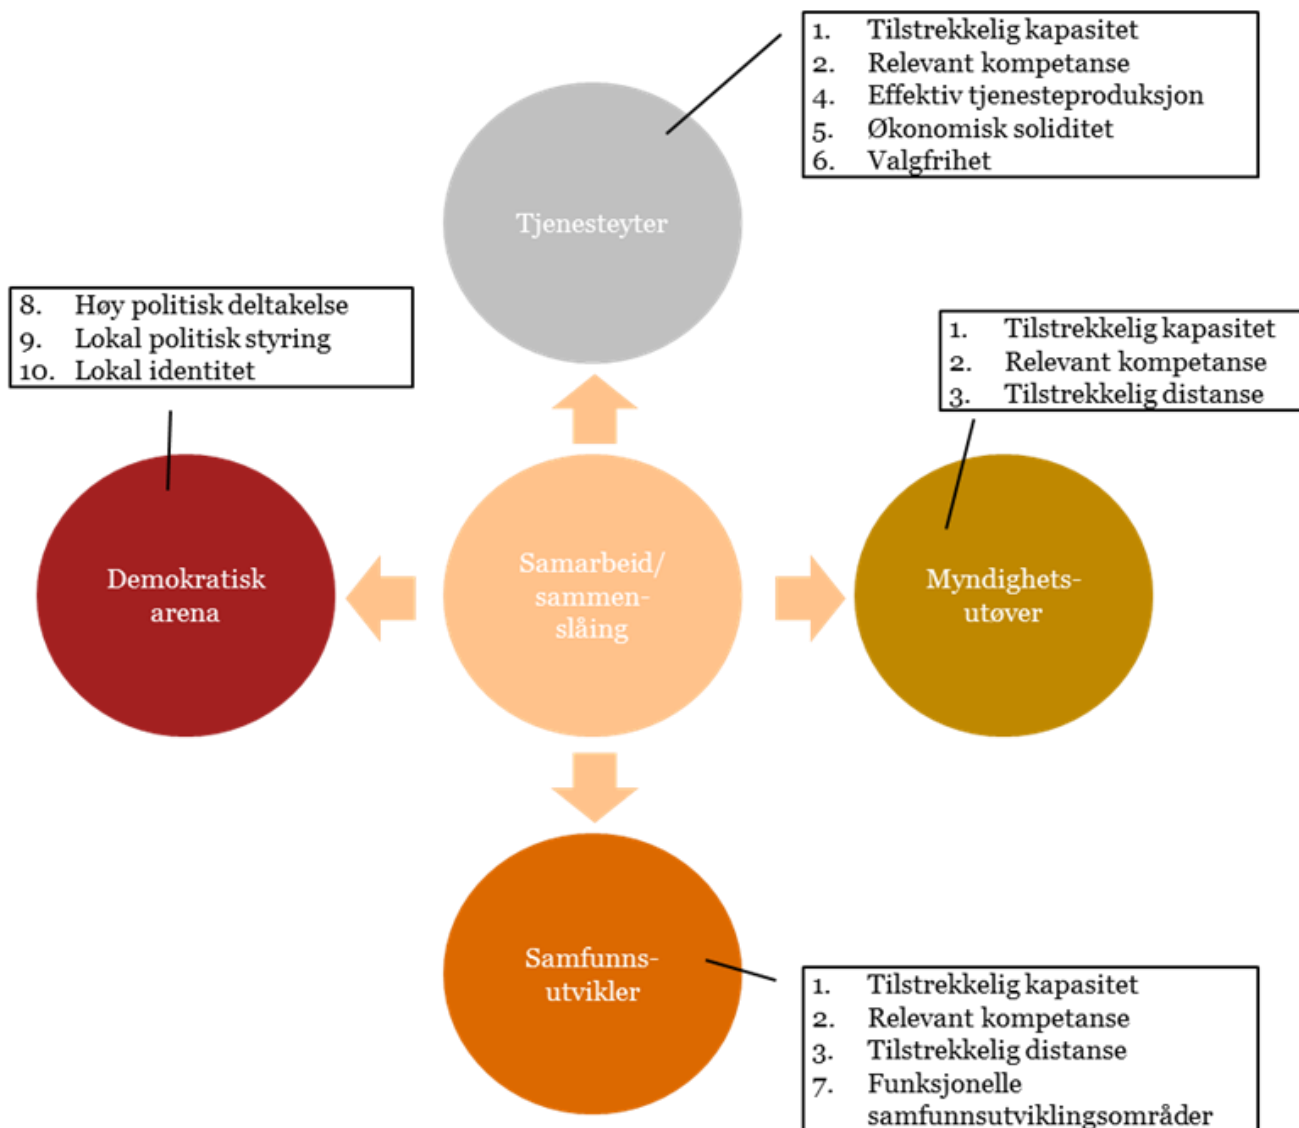 1. Tilstrekkelig kapasitet
2. Relevant kompetanse
4. Effektiv tjenesteproduksjon
5. Økonomisk soliditet
6. Valgfrihet
Tjenesteyter
8. Høy politisk deltakelse
9. Lokal politisk styring
10. Lokal identitet
1. Tilstrekkelig kapasitet
2. Relevant kompetanse
3. Tilstrekkelig distanse
Demokratisk
arena
Samarbeid/
sammen-
slåing
Myndighets-
utøver
Samfunns-
utvikler
1. Tilstrekkelig kapasitet
2. Relevant kompetanse
3. Tilstrekkelig distanse
7. Funksjonelle
samfunnsutviklingsområder